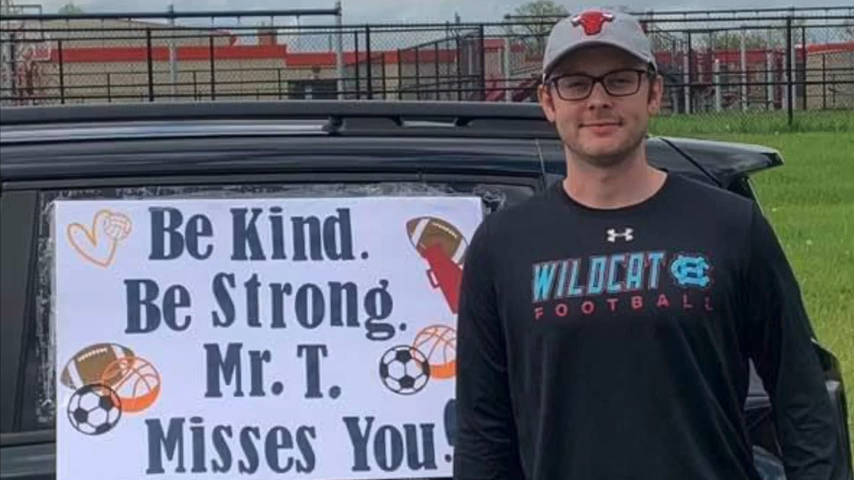 Be Kind.
Be Strong.
Mr. T.
Misses You!
WILDCAT
FOOTBALL